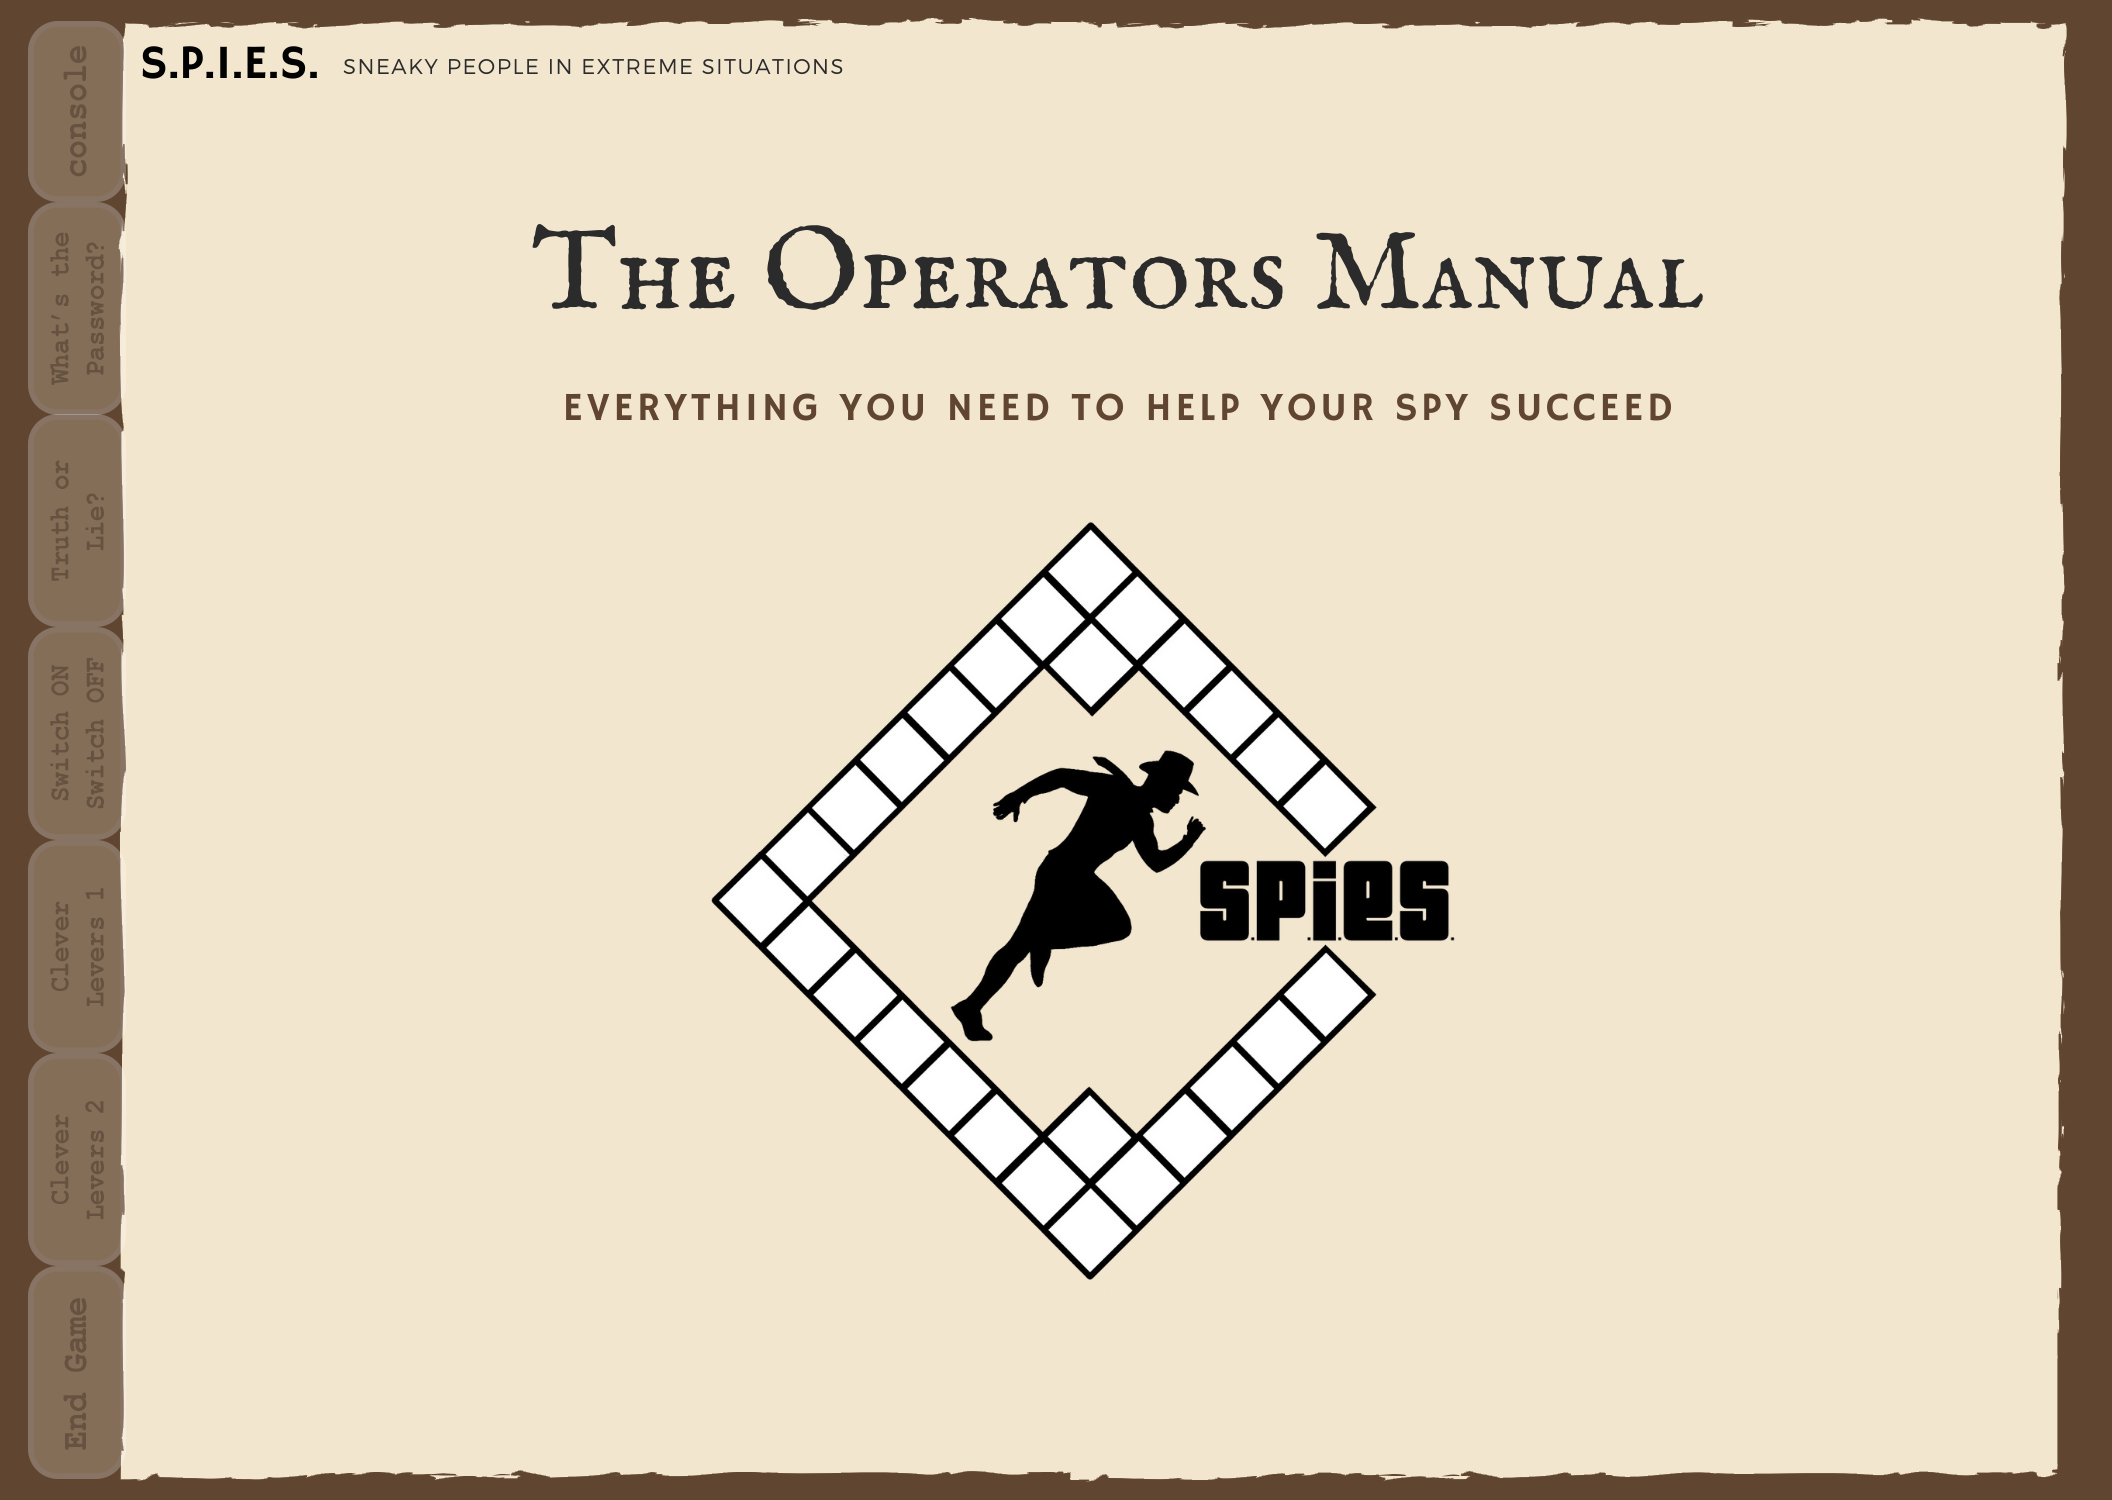 S.P.I.E.S. SNEAKY PEOPLE IN EXTREME SITUATIONS
console
What's the
Password?
Truth or
Lie?
Switch ON
Switch OFF
Clever
Levers 1
Clever
Levers 2
End Game
The Operators Manual
EVERYTHING YOU NEED TO HELP YOUR SPY SUCCEED
S.P.i.e.S.